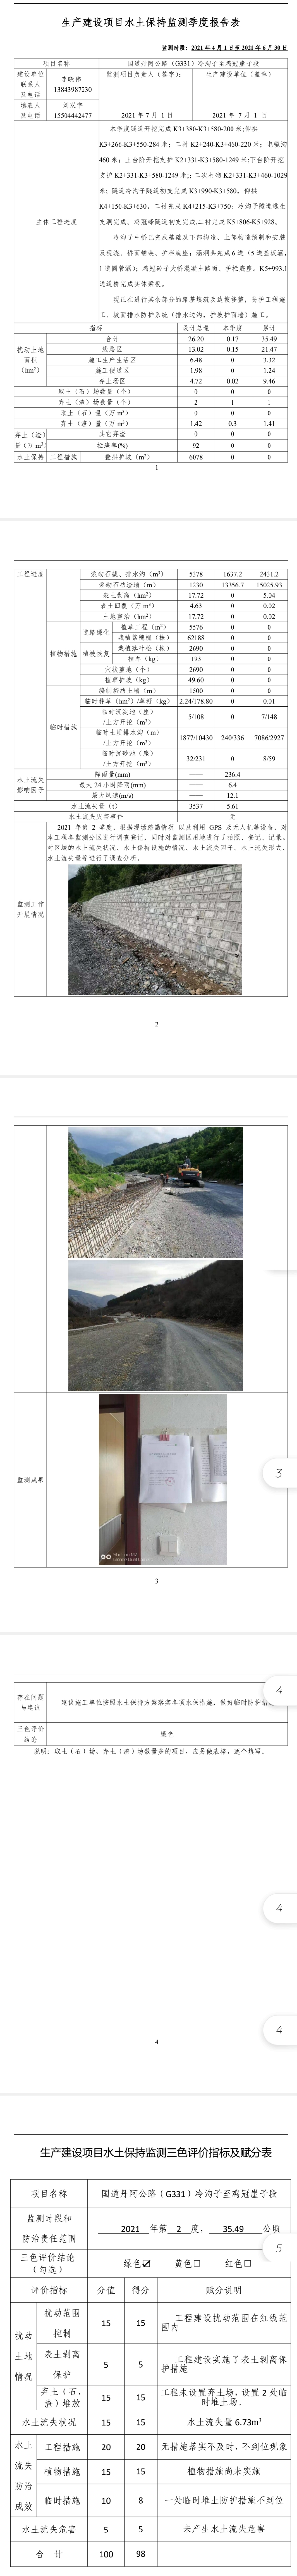 生产建设项目水土保持监测季度报告表
监测时段：2021 年 4 月 1 日至 2021 年 6 月 30 日
项目名称 国道丹阿公路（G331）冷沟子至鸡冠崖子段
建设单位联系人及电话 李晓伟 13843987230 监测项目负责人（签字）： 2021 年 7 月 1 日 生产建设单位（盖章） 2021 年 7 月 1 日
填表人及电话 刘双宇 15504442477
主体工程进度
本季度隧道开挖完成 K3+380-K3+580-200 米;仰拱
K3+266-K3+550-284 米；二衬 K2+240-K3+460-220 米；电缆沟
460 米；上台阶开挖支护 K2+331-K3+580-1249 米;下台阶开挖
支护 K2+331-K3+580-1249 米;；二次衬砌 K2+331-K3+460-1029
米；隧道冷沟子隧道初支完成 K3+990-K3+580， 仰拱
K4+150-K3+630，二衬完成 K4+215-K3+750；冷沟子隧道逃生
支洞完成。鸡冠峰隧道初支完成,二衬完成 K5+806-K5+928。
冷沟子中桥已完成基础及下部构造、上部构造预制和安装
及现浇、桥面铺装、护栏底座；涵洞共完成 6 道（5 道盖板涵，
1 道圆管涵）；鸡冠砬子大桥混凝土路面、护栏底座。K5+993.1
通道桥完成实体梁板。
现正在进行其余部分的路基填筑及边坡修整，防护工程施
工、坡面排水防护系统（排水边沟，护坡护面墙）施工。
指标 设计总量 本季度 累计
扰动土地面积（hm²） 合计 26.20 0.17 35.49
线路区 13.02 0.15 21.47
施工生产生活区 6.48 0 3.32
施工便道区 1.98 0 1.24
弃土场区 4.72 0.02 9.46
取土（石）场数量（个） 0 0 0
弃土（渣）场数量（个） 2 1 1
取土（石）量（万 m³） 0 0 0
弃土（渣）量（万 m³） 弃土（渣）量（万 m³） 1.42 0.3 1.41
其它弃渣 0 0 0
拦渣率(%) 92 0 0
水土保持 工程措施 叠拱护坡（m²） 6078 0 0
1
工程进度 浆砌石截、排水沟（m³） 5378 1637.2 2431.2
浆砌石挡渣墙（m） 1230 13356.7 15025.93
表土剥离（hm²） 17.72 0 5.04
表土回覆（万 m³） 4.63 0 0.02
土地整治（hm²） 17.72 0 0.02
植物措施 道路绿化 植草工程（m²） 5576 0 0
栽植紫穗槐（株） 62188 0 0
植被恢复 栽植落叶松（株） 2690 0 0
植草（kg） 193 0 0
穴状整地（个） 2690 0 0
植草护坡（kg） 49.60 0 0
临时措施 编制袋挡土墙（m） 1500 0 0
临时种草（hm²）/草籽（kg） 2.24/178.80 0 0.01
临时沉淀池（座）/土方开挖（m³） 5/108 0 7/148
临时土质排水沟（m）/土方开挖（m³） 1877/10430 240/336 7086/2927
临时沉砂池（座）/土方开挖（m³） 32/231 0 8/59
水土流失影响因子 降雨量(mm) —— 236.4
最大 24 小时降雨(mm) —— 6.4
最大风速(m/s) —— 12.1
水土流失量（t） 3537 5.61
水土流失灾害事件 无
监测工作开展情况
2021 年第 2 季度，根据现场踏勘情况 以及利用 GPS 及无人机等设备，对
本工程各监测分区进行调查登记，同时对监测区用地进行了拍照、登记、记录。
对区域的水土流失状况、水土保持设施的情况、水土流失因子、水土流失形式、
水土流失量等进行了调查分析。
2
监测成果
3
3
存在问题与建议 建议施工单位按照水土保持方案落实各项水保措施，做好临时防护措
4
三色评价结论 绿色
说明：取土（石）场、弃土（渣）场数量多的项目，应另做表格，逐个填写。
4
4
4
生产建设项目水土保持监测三色评价指标及赋分表
项目名称 国道丹阿公路（G331）冷沟子至鸡冠崖子段
监测时段和防治责任范围 2021 年第 2 季度， 35.49 公顷
5
三色评价结论（勾选） 绿色☑ 黄色□ 红色□
评价指标 分值 得分 赋分说明
扰动土地情况 扰动范围控制 15 15 工程建设扰动范围在红线范围内
表土剥离保护 5 5 工程建设实施了表土剥离保护措施
弃土（石、渣）堆放 15 15 工程未设置弃土场，设置 2 处临时堆土场。
水土流失状况 15 15 水土流失量 6.73m³
水土流失防治成效 工程措施 20 20 无措施落实不及时、不到位现象
植物措施 15 15 植物措施尚未实施
临时措施 10 8 一处临时堆土防护措施不到位
水土流失危害 5 5 未产生水土流失危害
合 计 100 98